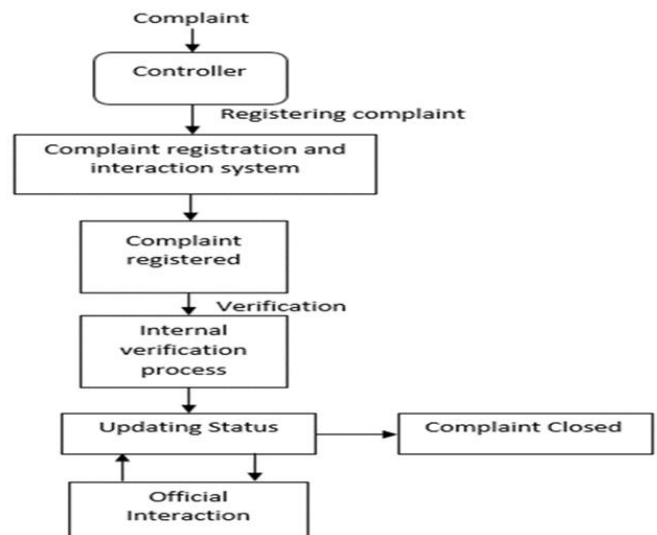 Complaint
Controller
Registering complaint
Complaint registration and
interaction system
Complaint
registered
Verification
Internal
verification
process
Updating Status
Complaint Closed
Official
Interaction